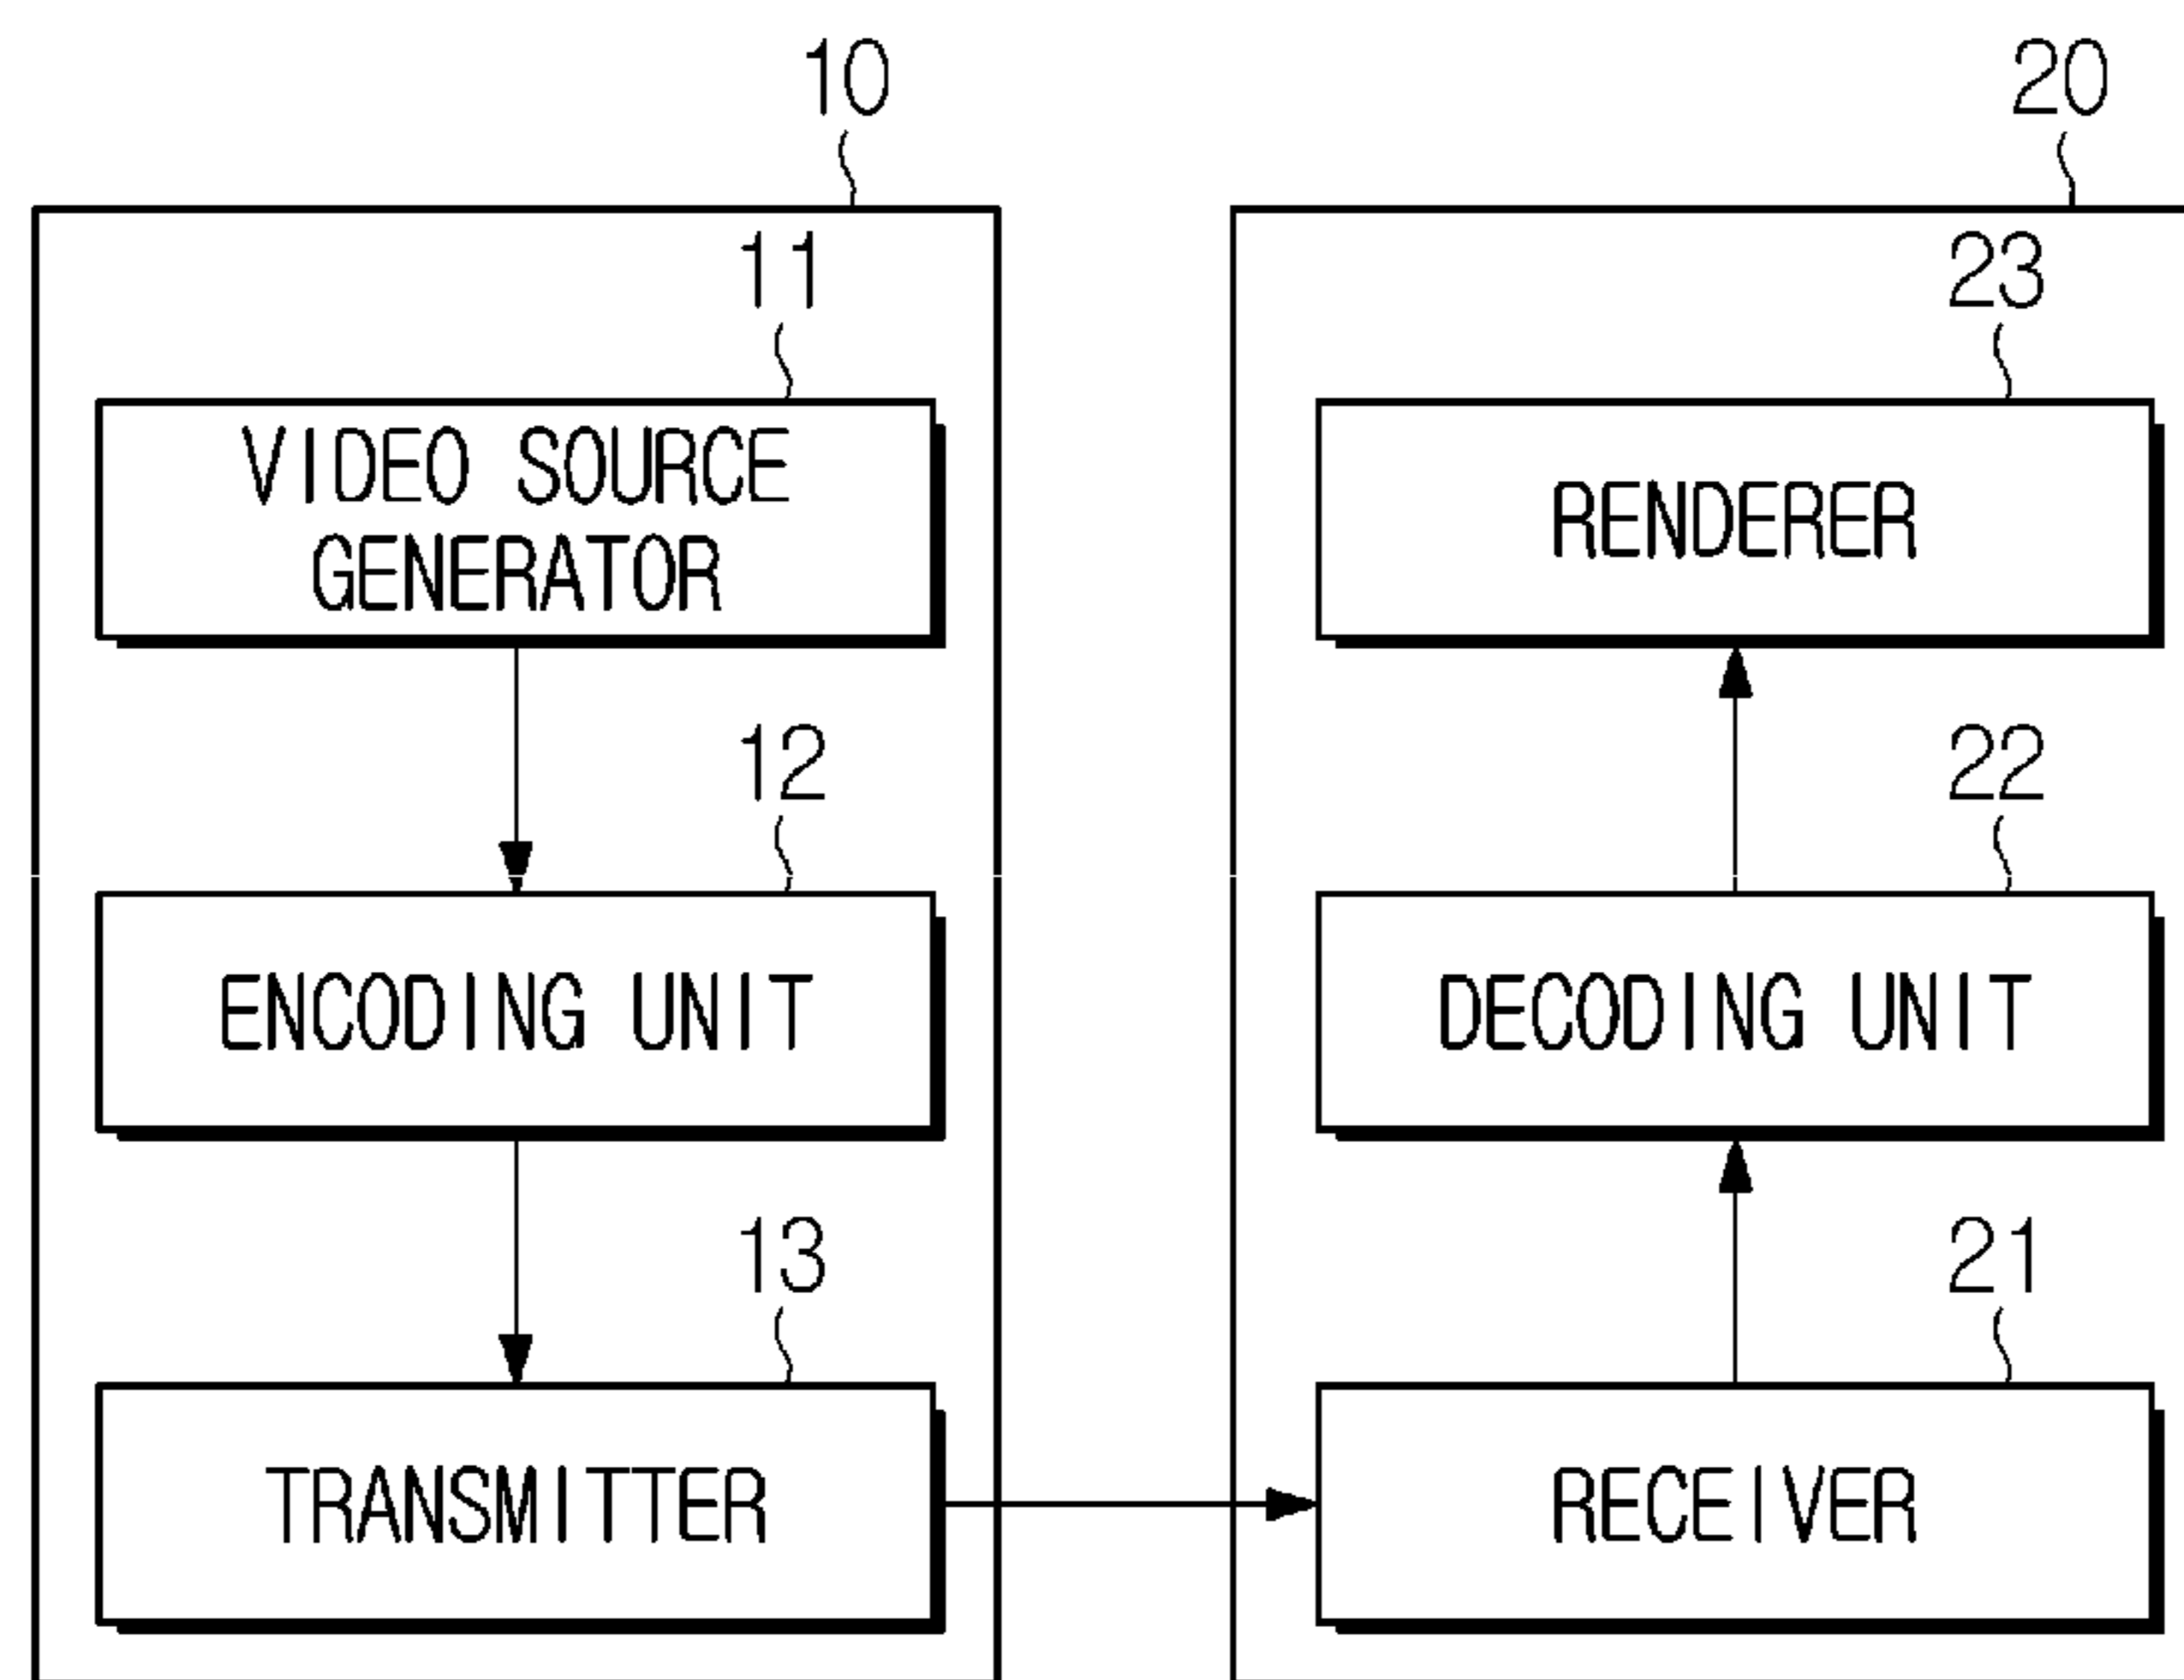 10
11
VIDEO SOURCE
GENERATOR
12
ENCODING UNIT
13
TRANSMITTER
20
23
RENDERER
22
DECODING UNIT
21
RECEIVER